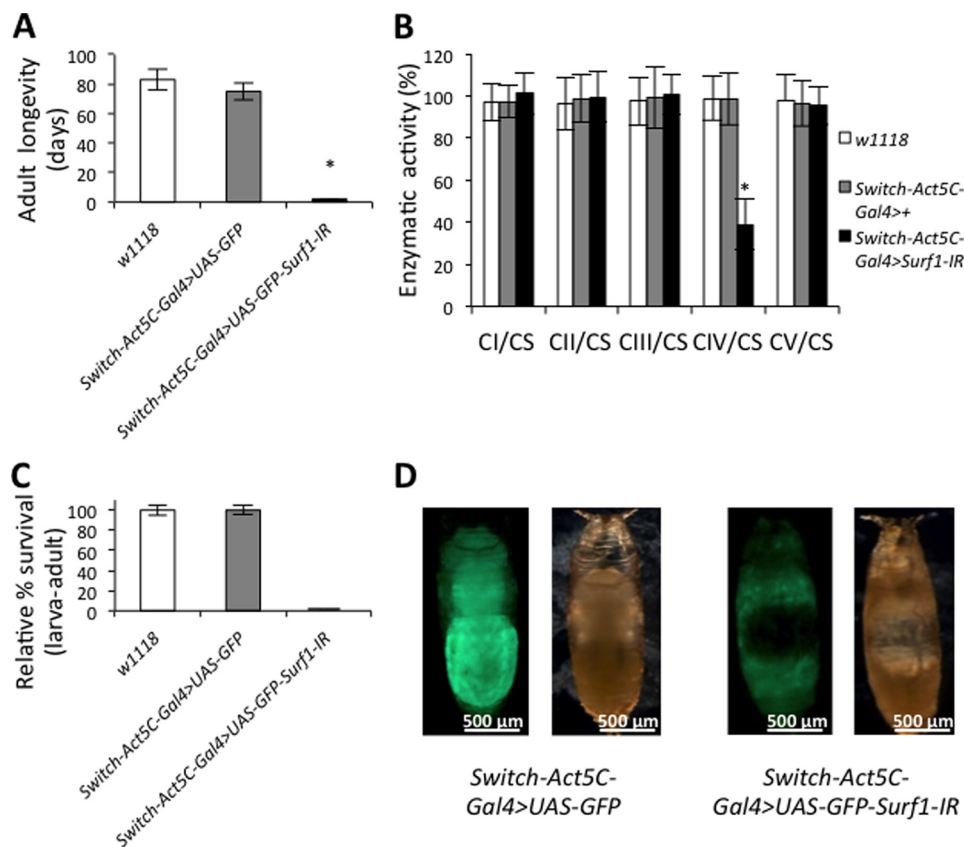 A
Adult longevity
(days)
100
80
60
40
20
0
*
w1118
Switch-Act5C-Gal4>UAS-GFP
Switch-Act5C-Gal4>UAS-GFP-Surf1-IR
B
Enzymatic activity (%)
120
100
80
60
40
20
0
*
CI/CS CII/CS CIII/CS CIV/CS CV/CS
w1118
Switch-Act5C-
Gal4>+
Switch-Act5C-
Gal4>Surf1-IR
C
Relative % survival
(larva-adult)
100
80
60
40
20
0
w1118
Switch-Act5C-Gal4>UAS-GFP
Switch-Act5C-Gal4>UAS-GFP-Surf1-IR
D
500 µm
500 µm
500 µm
500 µm
Switch-Act5C-
Gal4>UAS-GFP
Switch-Act5C-
Gal4>UAS-GFP-Surf1-IR